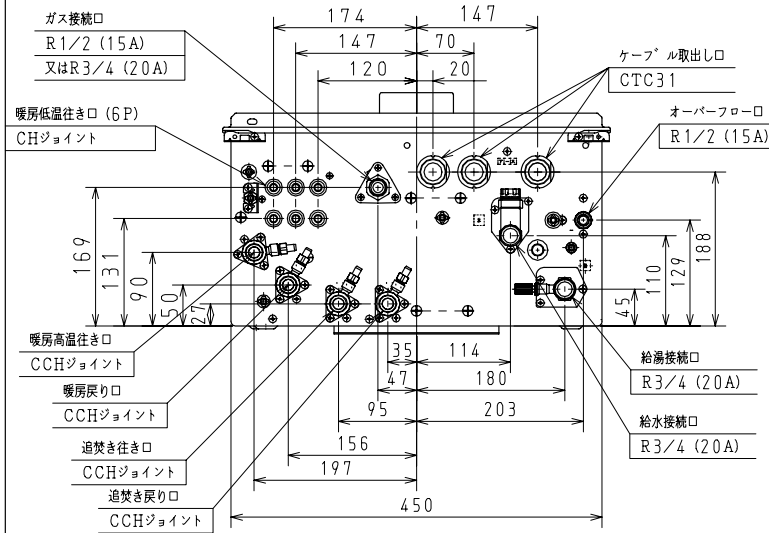 ガス接続口
R1/2 (15A)
又はR3/4 (20A)
暖房低温往き口 (6P)
CHジョイント
174
147
147
70
120
20
ケーブル取出し口
CTC31
オーバーフロー口
R1/2 (15A)
169
131
90
50
27
188
129
110
45
暖房高温往き口
CCHジョイント
暖房戻り口
CCHジョイント
追焚き往き口
CCHジョイント
追焚き戻り口
CCHジョイント
35
114
47
180
95
203
156
197
450
給湯接続口
R3/4 (20A)
給水接続口
R3/4 (20A)